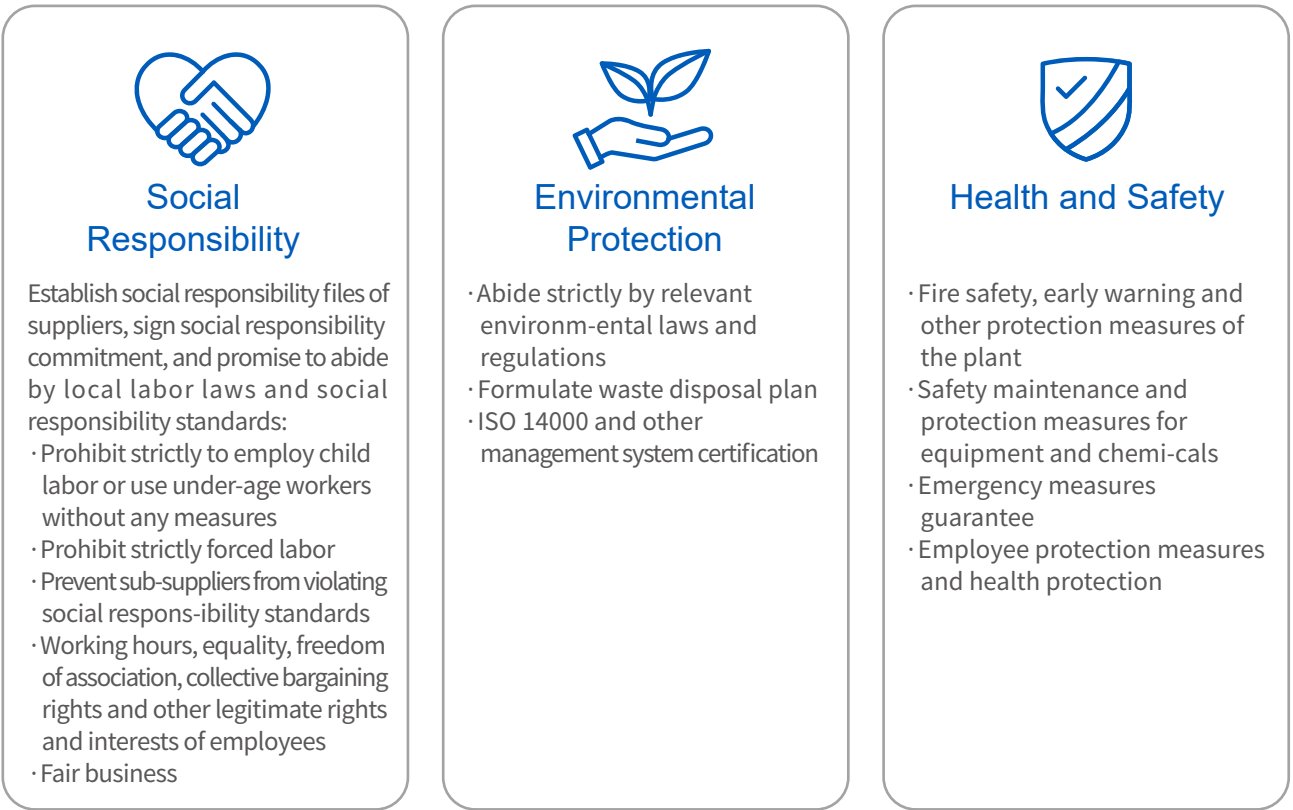 Social
Responsibility
Establish social responsibility files of
suppliers, sign social responsibility
commitment, and promise to abide
by local labor laws and social
responsibility standards:
· Prohibit strictly to employ child
labor or use under-age workers
without any measures
· Prohibit strictly forced labor
· Prevent sub-suppliers from violating
social respons-ibility standards
· Working hours, equality, freedom
of association, collective bargaining
rights and other legitimate rights
and interests of employees
· Fair business
Environmental
Protection
· Abide strictly by relevant
environm-ental laws and
regulations
· Formulate waste disposal plan
· ISO 14000 and other
management system certification
Health and Safety
· Fire safety, early warning and
other protection measures of
the plant
· Safety maintenance and
protection measures for
equipment and chemi-cals
· Emergency measures
guarantee
· Employee protection measures
and health protection